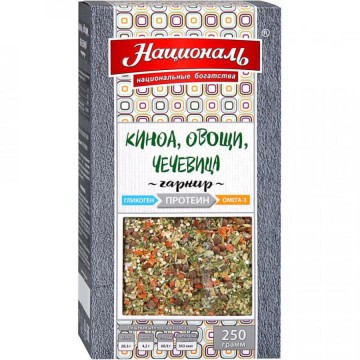 Националь
®
национальные богатства
КИНОА, ОВОЩИ,
ЧЕЧЕВИЦА
~гарнир~
ГЛИКОГЕН ПРОТЕИН ОМЕГА-3
250
грамм